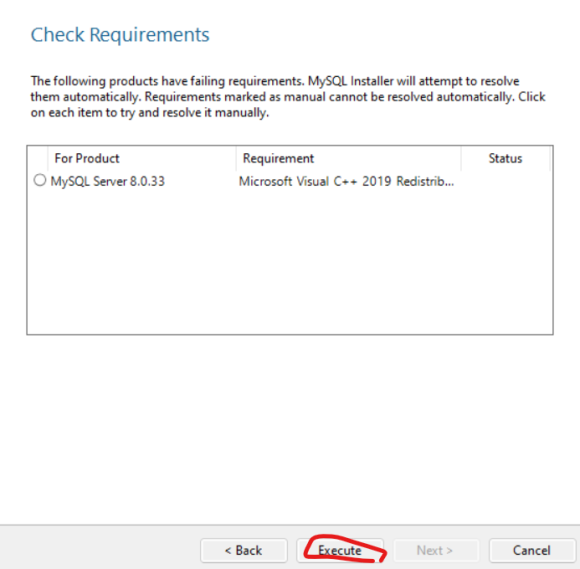 Check Requirements
The following products have failing requirements. MySQL Installer will attempt to resolve
them automatically. Requirements marked as manual cannot be resolved automatically. Click
on each item to try and resolve it manually.
For Product Requirement Status
MySQL Server 8.0.33 Microsoft Visual C++ 2019 Redistrib...
< Back Execute Next > Cancel